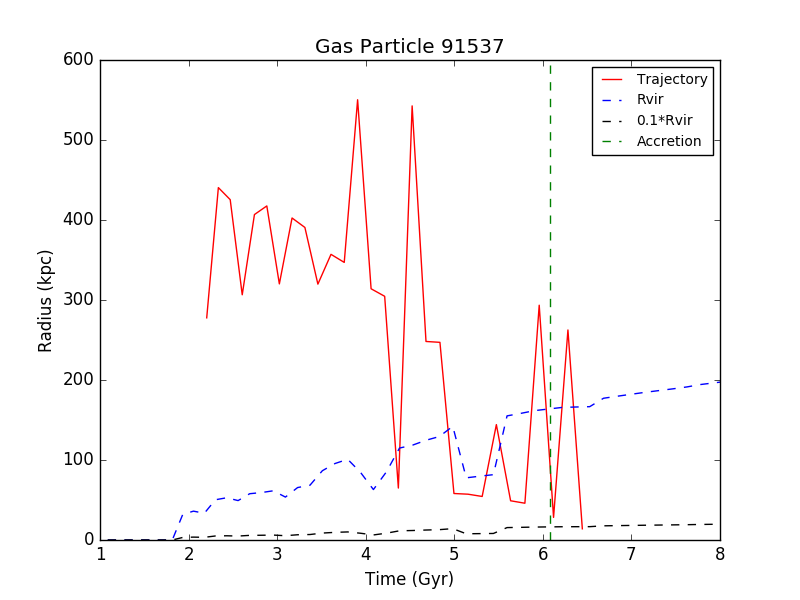 Gas Particle 91537
600
500
400
300
200
100
0
Radius (kpc)
Trajectory
Rvir
0.1*Rvir
Accretion
1 2 3 4 5 6 7 8
Time (Gyr)